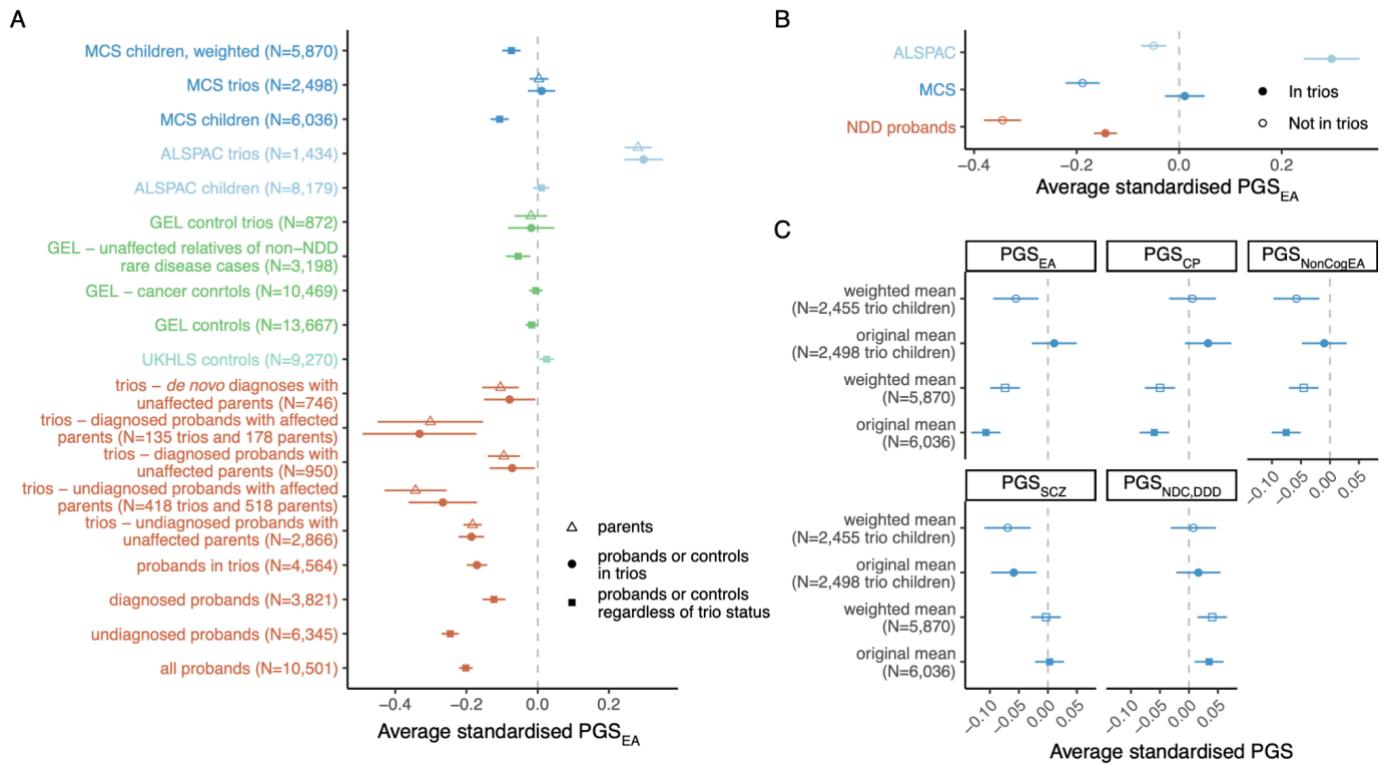 A
MCS children, weighted (N=5,870)
MCS trios (N=2,498)
MCS children (N=6,036)
ALSPAC trios (N=1,434)
ALSPAC children (N=8,179)
GEL control trios (N=872)
GEL – unaffected relatives of non–NDD
rare disease cases (N=3,198)
GEL – cancer conrtols (N=10,469)
GEL controls (N=13,667)
UKHLS controls (N=9,270)
trios – de novo diagnoses with
unaffected parents (N=746)
trios – diagnosed probands with affected
parents (N=135 trios and 178 parents)
trios – diagnosed probands with
unaffected parents (N=950)
trios – undiagnosed probands with affected
parents (N=418 trios and 518 parents)
trios – undiagnosed probands with
unaffected parents (N=2,866)
probands in trios (N=4,564)
diagnosed probands (N=3,821)
undiagnosed probands (N=6,345)
all probands (N=10,501)
parents
probands or controls
in trios
probands or controls
regardless of trio status
−0.4 −0.2 0.0 0.2
Average standardised PGS_EA
B
ALSPAC
MCS
NDD probands
In trios
Not in trios
−0.4 −0.2 0.0 0.2
Average standardised PGS_EA
C
PGS_EA PGS_CP PGS_NonCogEA
weighted mean
(N=2,455 trio children)
original mean
(N=2,498 trio children)
weighted mean
(N=5,870)
original mean
(N=6,036)
−0.10 −0.05 0.00 0.05
PGS_SCZ PGS_NDC,DDD
weighted mean
(N=2,455 trio children)
original mean
(N=2,498 trio children)
weighted mean
(N=5,870)
original mean
(N=6,036)
−0.10 −0.05 0.00 0.05 −0.10 −0.05 0.00 0.05
Average standardised PGS